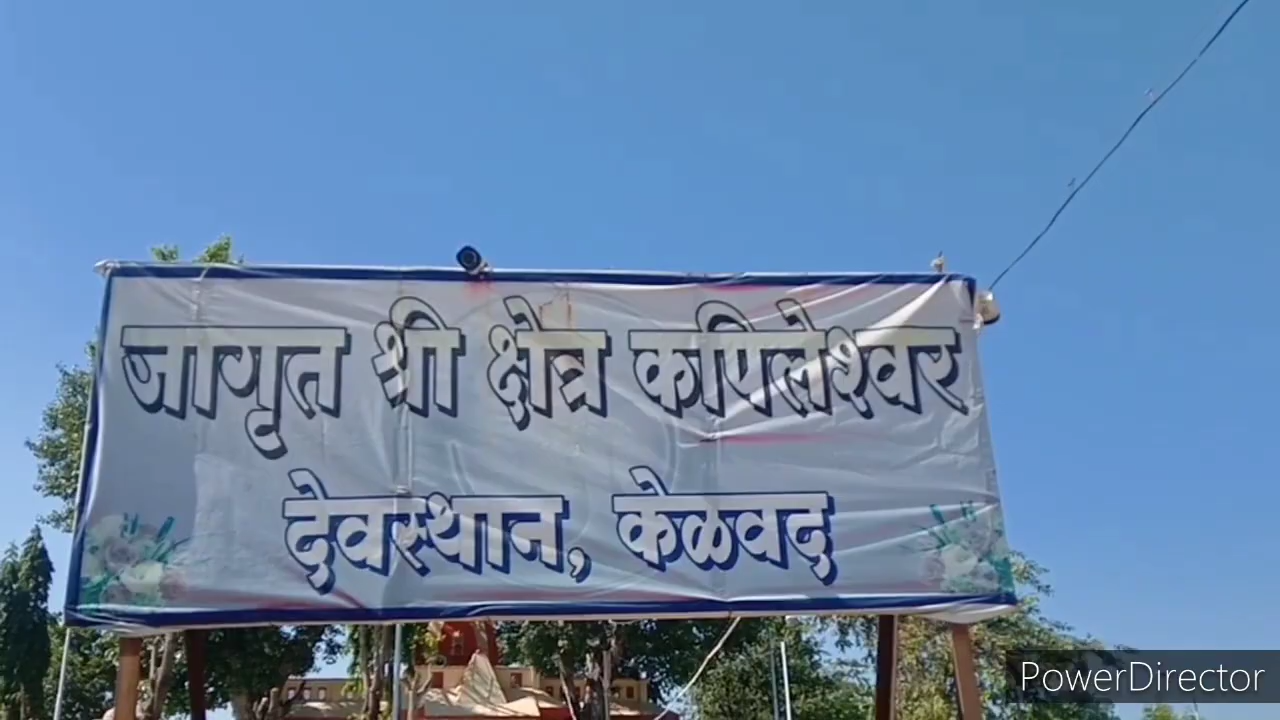 जागृत श्री क्षेत्र कपिलेश्वर
देवस्थान, केळवद
PowerDirector